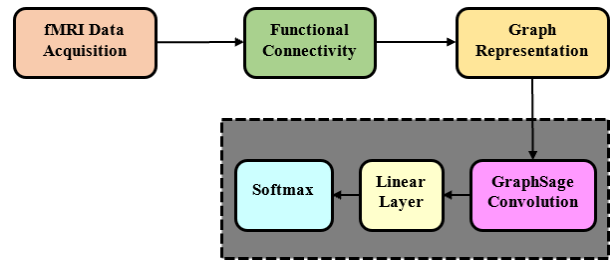 fMRI Data
Acquisition
Functional
Connectivity
Graph
Representation
GraphSage
Convolution
Linear
Layer
Softmax